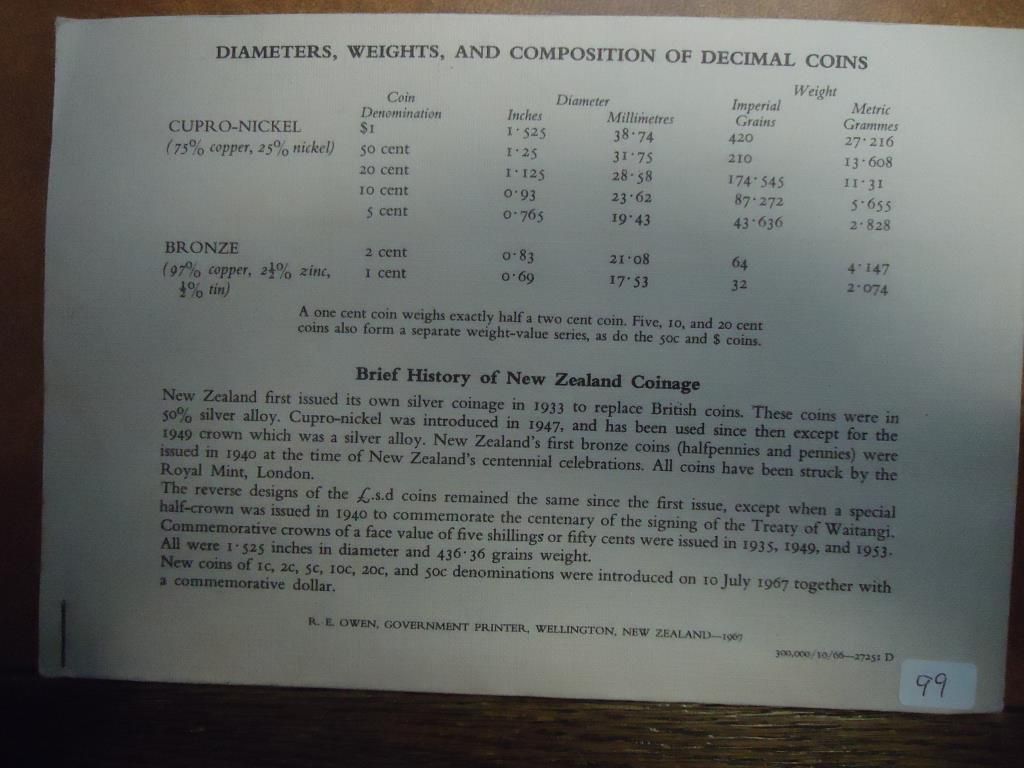 DIAMETERS, WEIGHTS, AND COMPOSITION OF DECIMAL COINS
Coin Diameter Weight
Denomination Inches Millimetres Imperial Grains Metric Grammes
CUPRO-NICKEL $1 1·525 38·74 420 27·216
(75% copper, 25% nickel) 50 cent 1·25 31·75 210 13·608
20 cent 1·125 28·58 174·545 11·31
10 cent 0·93 23·62 87·272 5·655
5 cent 0·765 19·43 43·636 2·828
BRONZE 2 cent 0·83 21·08 64 4·147
(97% copper, 2½% zinc, 1 cent 0·69 17·53 32 2·074
½% tin)
A one cent coin weighs exactly half a two cent coin. Five, 10, and 20 cent
coins also form a separate weight-value series, as do the 50c and $ coins.
Brief History of New Zealand Coinage
New Zealand first issued its own silver coinage in 1933 to replace British coins. These coins were in
50% silver alloy. Cupro-nickel was introduced in 1947, and has been used since then except for the
1949 crown which was a silver alloy. New Zealand's first bronze coins (halfpennies and pennies) were
issued in 1940 at the time of New Zealand's centennial celebrations. All coins have been struck by the
Royal Mint, London.
The reverse designs of the £.s.d coins remained the same since the first issue, except when a special
half-crown was issued in 1940 to commemorate the centenary of the signing of the Treaty of Waitangi.
Commemorative crowns of a face value of five shillings or fifty cents were issued in 1935, 1949, and 1953.
All were 1·525 inches in diameter and 436·36 grains weight.
New coins of 1c, 2c, 5c, 10c, 20c, and 50c denominations were introduced on 10 July 1967 together with
a commemorative dollar.
R. E. OWEN, GOVERNMENT PRINTER, WELLINGTON, NEW ZEALAND—1967
300,000/10/66—27251 D
99